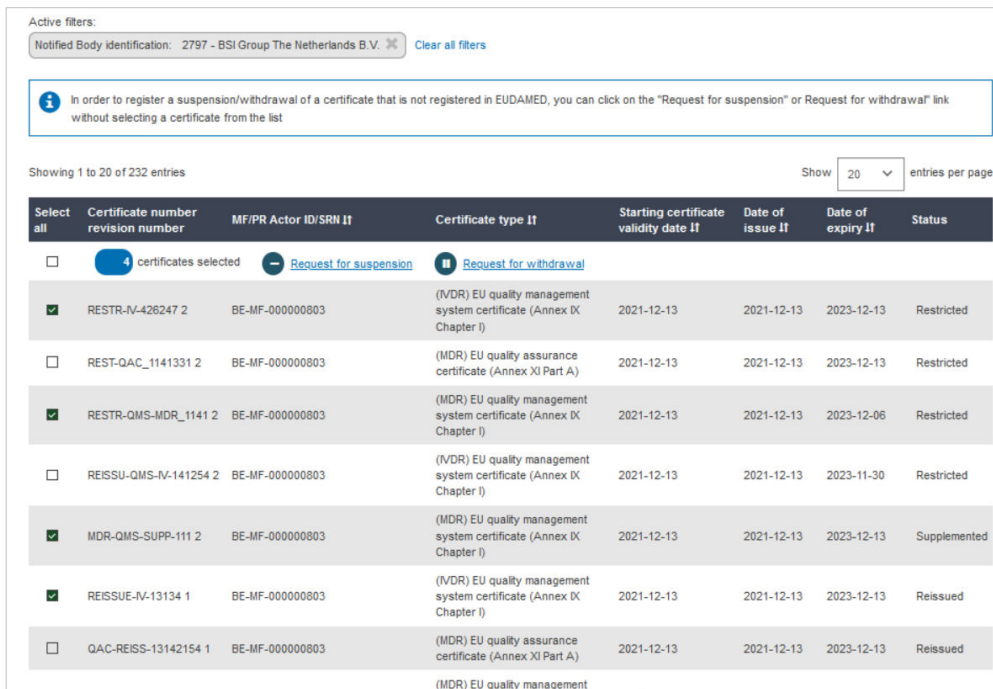 Active filters:
Notified Body identification: 2797 - BSI Group The Netherlands B.V. Clear all filters
In order to register a suspension/withdrawal of a certificate that is not registered in EUDAMED, you can click on the "Request for suspension" or Request for withdrawal" link
without selecting a certificate from the list
Showing 1 to 20 of 232 entries Show 20 entries per page
Select all Certificate number revision number MF/PR Actor ID/SRN Certificate type Starting certificate validity date Date of issue Date of expiry Status
4 certificates selected Request for suspension Request for withdrawal
RESTR-IV-426247 2 BE-MF-000000803 (IVDR) EU quality management system certificate (Annex IX Chapter I) 2021-12-13 2021-12-13 2023-12-13 Restricted
REST-QAC_1141331 2 BE-MF-000000803 (MDR) EU quality assurance certificate (Annex XI Part A) 2021-12-13 2021-12-13 2023-12-13 Restricted
RESTR-QMS-MDR_1141 2 BE-MF-000000803 (MDR) EU quality management system certificate (Annex IX Chapter I) 2021-12-13 2021-12-13 2023-12-06 Restricted
REISSU-QMS-IV-141254 2 BE-MF-000000803 (IVDR) EU quality management system certificate (Annex IX Chapter I) 2021-12-13 2021-12-13 2023-11-30 Restricted
MDR-QMS-SUPP-111 2 BE-MF-000000803 (MDR) EU quality management system certificate (Annex IX Chapter I) 2021-12-13 2021-12-13 2023-12-13 Supplemented
REISSUE-IV-13134 1 BE-MF-000000803 (IVDR) EU quality management system certificate (Annex IX Chapter I) 2021-12-13 2021-12-13 2023-12-13 Reissued
QAC-REISS-13142154 1 BE-MF-000000803 (MDR) EU quality assurance certificate (Annex XI Part A) 2021-12-13 2021-12-13 2023-12-13 Reissued
(MDR) EU quality management